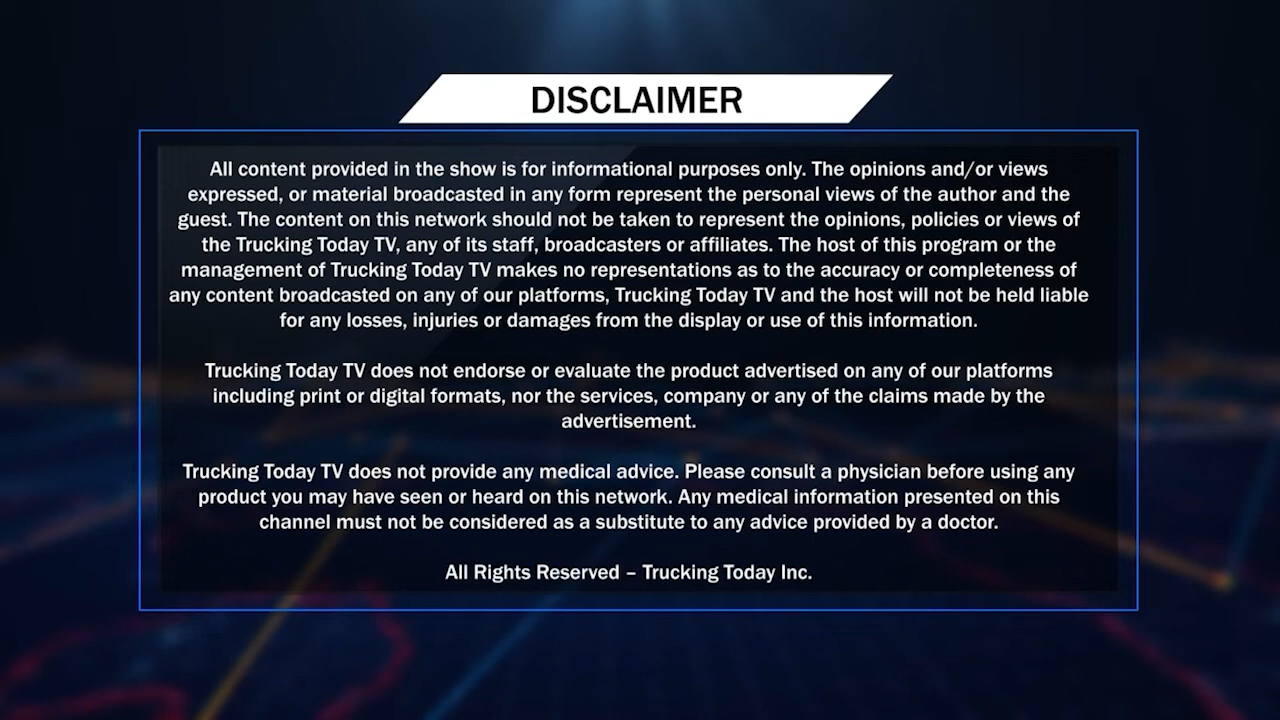 DISCLAIMER
All content provided in the show is for informational purposes only. The opinions and/or views
expressed, or material broadcasted in any form represent the personal views of the author and the
guest. The content on this network should not be taken to represent the opinions, policies or views of
the Trucking Today TV, any of its staff, broadcasters or affiliates. The host of this program or the
management of Trucking Today TV makes no representations as to the accuracy or completeness of
any content broadcasted on any of our platforms, Trucking Today TV and the host will not be held liable
for any losses, injuries or damages from the display or use of this information.
Trucking Today TV does not endorse or evaluate the product advertised on any of our platforms
including print or digital formats, nor the services, company or any of the claims made by the
advertisement.
Trucking Today TV does not provide any medical advice. Please consult a physician before using any
product you may have seen or heard on this network. Any medical information presented on this
channel must not be considered as a substitute to any advice provided by a doctor.
All Rights Reserved – Trucking Today Inc.